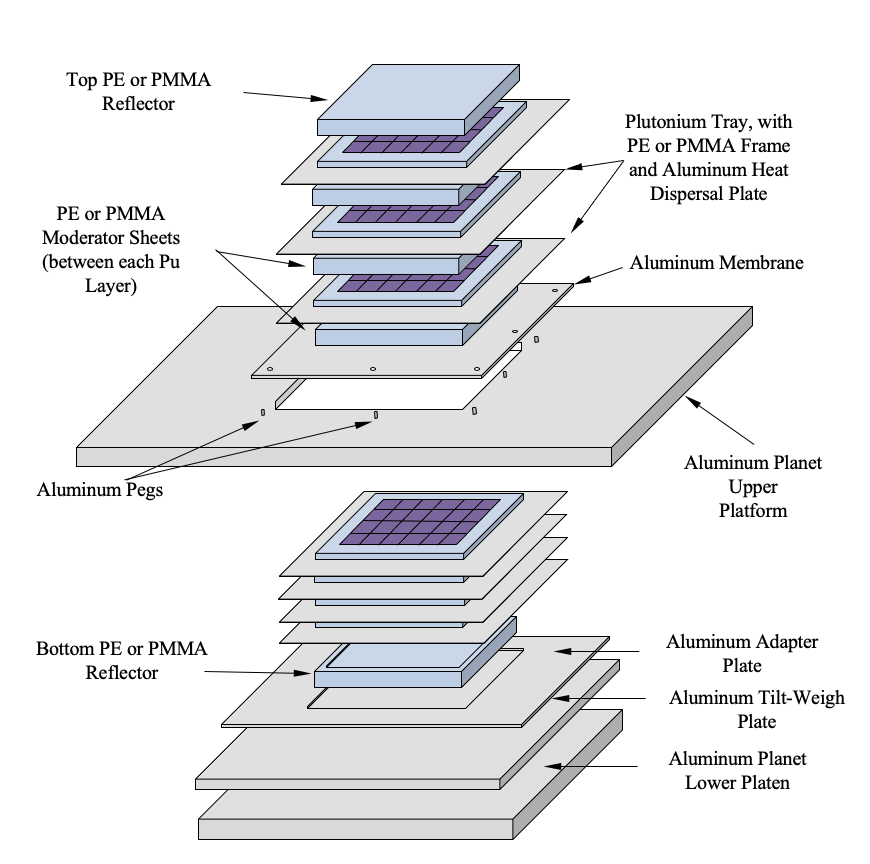 Top PE or PMMA
Reflector
Plutonium Tray, with
PE or PMMA Frame
and Aluminum Heat
Dispersal Plate
PE or PMMA
Moderator Sheets
(between each Pu
Layer)
Aluminum Membrane
Aluminum Planet
Upper
Platform
Aluminum Pegs
Bottom PE or PMMA
Reflector
Aluminum Adapter
Plate
Aluminum Tilt-Weigh
Plate
Aluminum Planet
Lower Platen